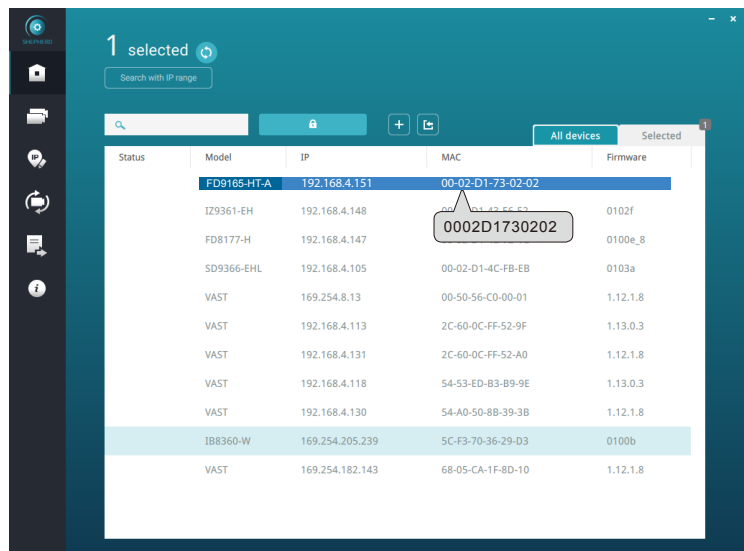 SHEPHERD
1 selected
Search with IP range
All devices
Selected
1
Status Model IP MAC Firmware
FD9165-HT-A 192.168.4.151 00-02-D1-73-02-02
IZ9361-EH 192.168.4.148 0102f
0002D1730202
FD8177-H 192.168.4.147 0100e_8
SD9366-EHL 192.168.4.105 00-02-D1-4C-FB-EB 0103a
VAST 169.254.8.13 00-50-56-C0-00-01 1.12.1.8
VAST 192.168.4.113 2C-60-0C-FF-52-9F 1.13.0.3
VAST 192.168.4.131 2C-60-0C-FF-52-A0 1.12.1.8
VAST 192.168.4.118 54-53-ED-B3-B9-9E 1.13.0.3
VAST 192.168.4.130 54-A0-50-8B-39-3B 1.12.1.8
IB8360-W 169.254.205.239 5C-F3-70-36-29-D3 0100b
VAST 169.254.182.143 68-05-CA-1F-8D-10 1.12.1.8
IP
i